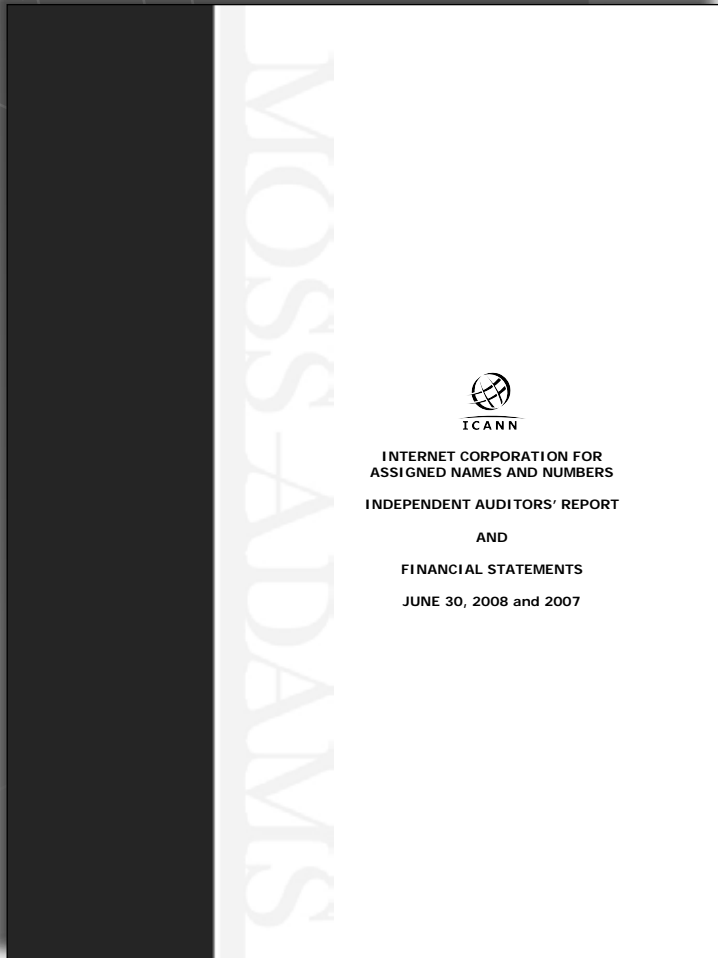 MOSS ADAMS
ICANN
INTERNET CORPORATION FOR
ASSIGNED NAMES AND NUMBERS
INDEPENDENT AUDITORS’ REPORT
AND
FINANCIAL STATEMENTS
JUNE 30, 2008 and 2007